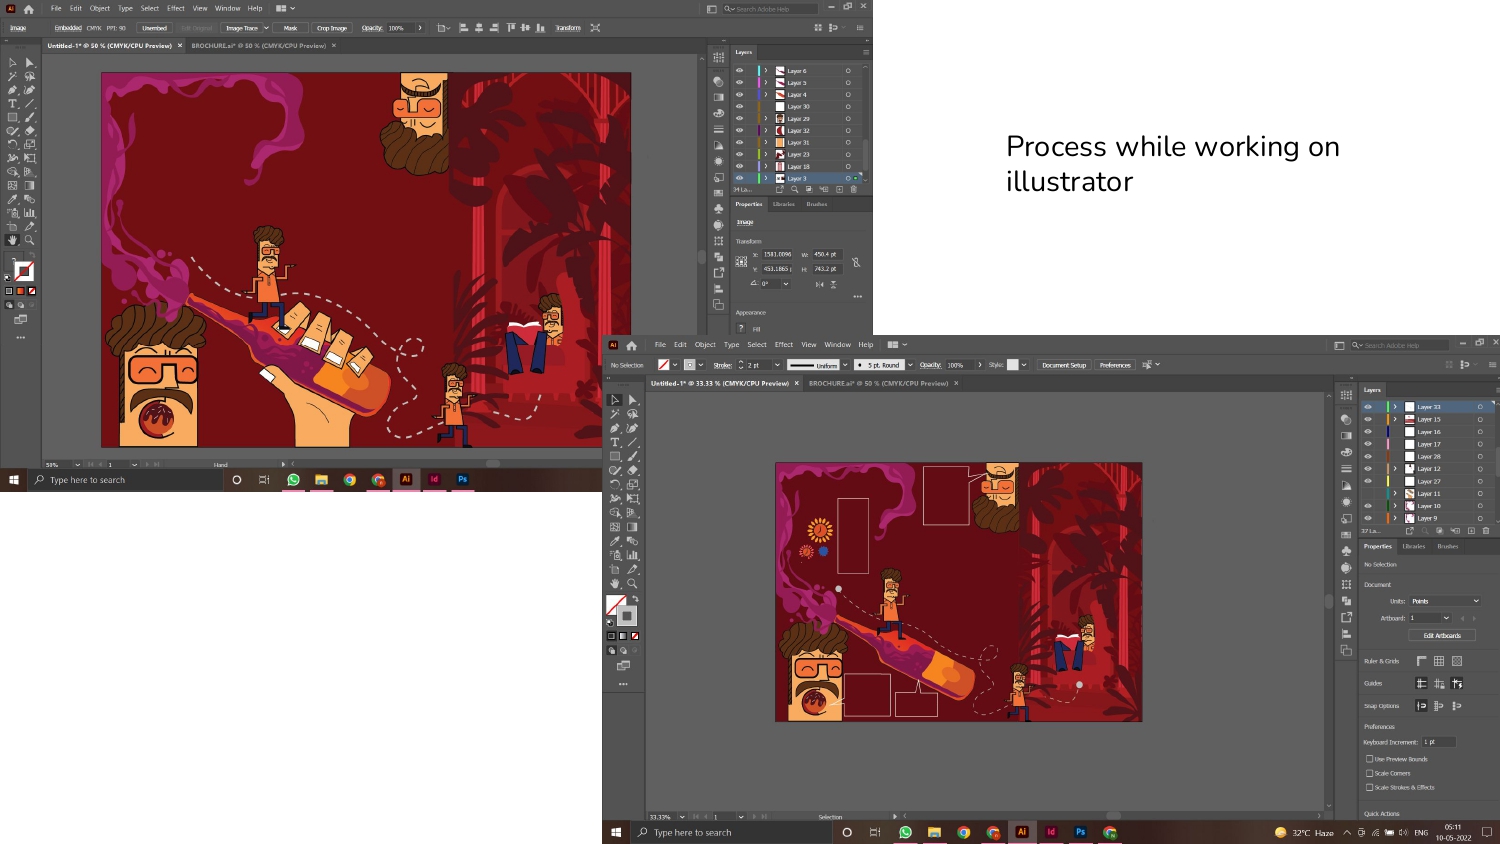 File Edit Object Type Select Effect View Window Help
Search Adobe Help
Image Embedded CMYK PPI: 90 Unembed Edit Original Image Trace Mask Crop Image Opacity: 100% Transform
Untitled-1* @ 50 % (CMYK/CPU Preview) × BROCHURE.ai* @ 50 % (CMYK/CPU Preview) ×
Layers
Layer 6
Layer 5
Layer 4
Layer 30
Layer 29
Layer 32
Layer 31
Layer 23
Layer 18
Layer 3
34 La...
Properties Libraries Brushes
Image
Transform
X: 1581.0096 W: 450.4 pt
Y: 453.1665 H: 743.2 pt
0°
Appearance
Fill
50% 1 Hand
Type here to search
Process while working on
illustrator
File Edit Object Type Select Effect View Window Help
Search Adobe Help
No Selection Stroke: 2 pt Uniform 5 pt. Round Opacity: 100% Style: Document Setup Preferences
Untitled-1* @ 33.33 % (CMYK/CPU Preview) × BROCHURE.ai* @ 50 % (CMYK/CPU Preview) ×
Layers
Layer 33
Layer 15
Layer 16
Layer 17
Layer 28
Layer 12
Layer 27
Layer 11
Layer 10
Layer 9
37 La...
Properties Libraries Brushes
No Selection
Document
Units: Points
Artboard: 1
Edit Artboards
Ruler & Grids
Guides
Snap Options
Preferences
Keyboard Increment: 1 pt
Use Preview Bounds
Scale Corners
Scale Strokes & Effects
Quick Actions
33.33% 1 Selection
Type here to search
32°C Haze ENG 05:11
10-05-2022